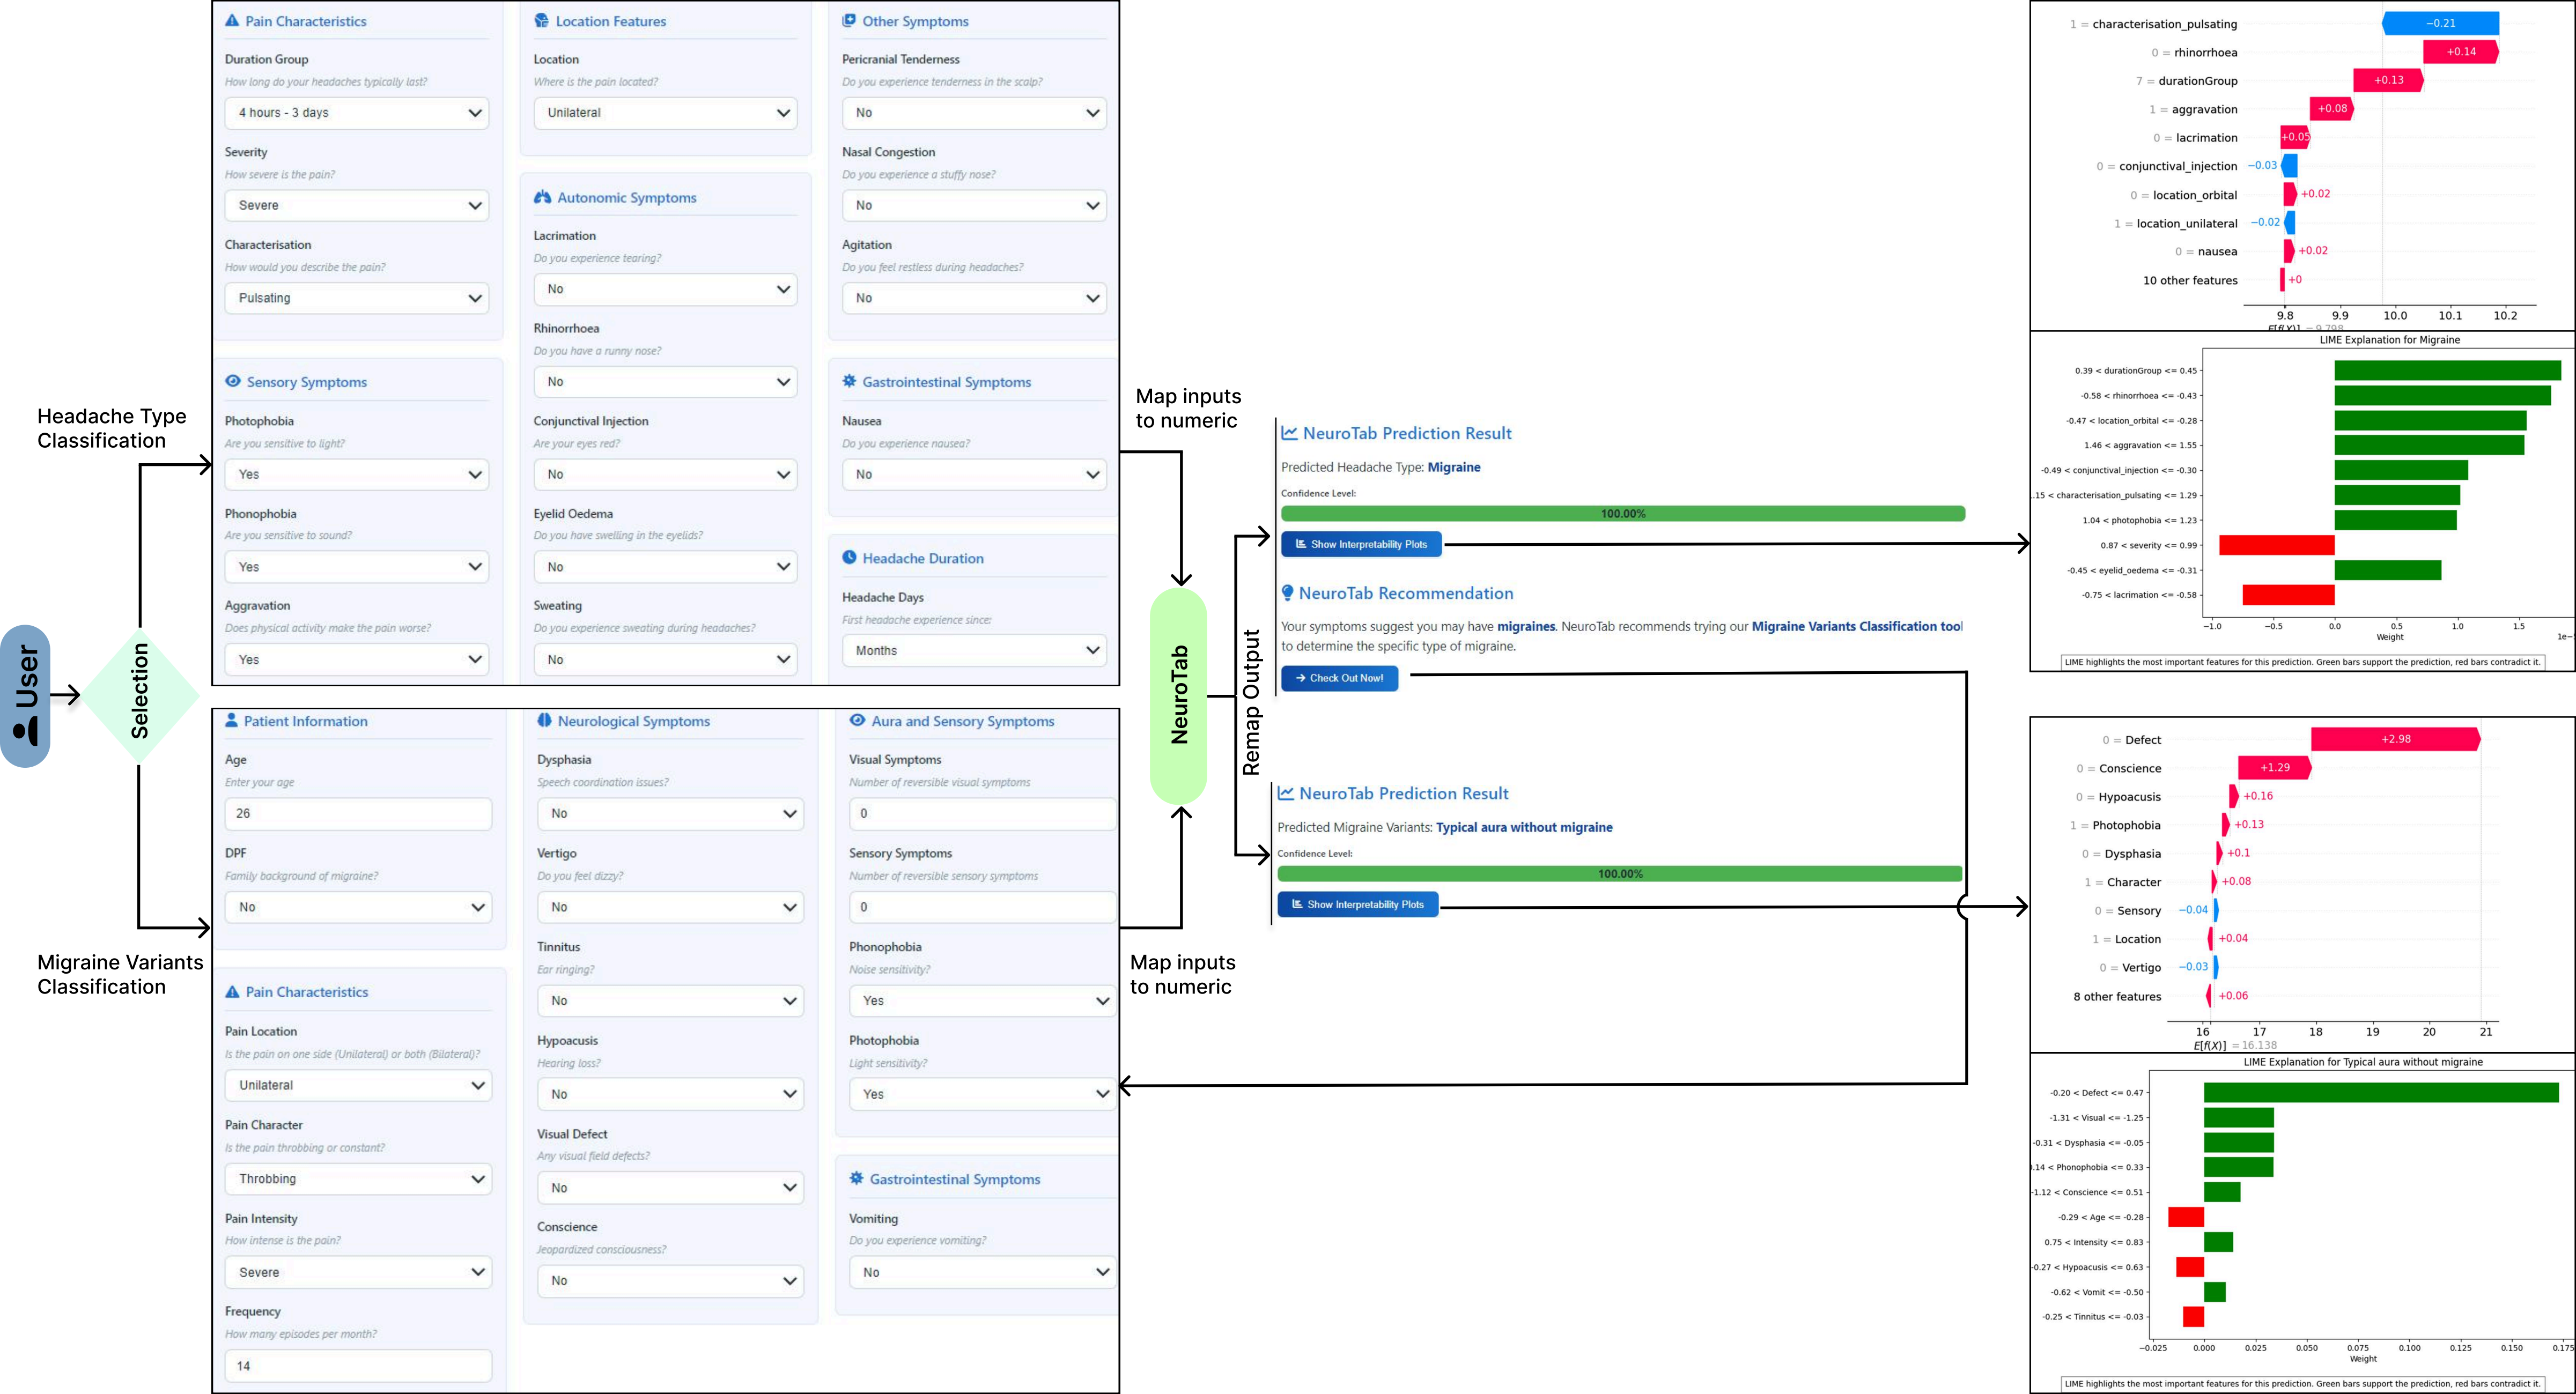 User
Selection
Headache Type
Classification
Migraine Variants
Classification
Pain Characteristics
Duration Group
How long do your headaches typically last?
4 hours - 3 days
Severity
How severe is the pain?
Severe
Characterisation
How would you describe the pain?
Pulsating
Sensory Symptoms
Photophobia
Are you sensitive to light?
Yes
Phonophobia
Are you sensitive to sound?
Yes
Aggravation
Does physical activity make the pain worse?
Yes
Location Features
Location
Where is the pain located?
Unilateral
Autonomic Symptoms
Lacrimation
Do you experience tearing?
No
Rhinorrhoea
Do you have a runny nose?
No
Conjunctival Injection
Are your eyes red?
No
Eyelid Oedema
Do you have swelling in the eyelids?
No
Sweating
Do you experience sweating during headaches?
No
Other Symptoms
Pericranial Tenderness
Do you experience tenderness in the scalp?
No
Nasal Congestion
Do you experience a stuffy nose?
No
Agitation
Do you feel restless during headaches?
No
Gastrointestinal Symptoms
Nausea
Do you experience nausea?
No
Headache Duration
Headache Days
First headache experience since:
Months
Patient Information
Age
Enter your age
26
DPF
Family background of migraine?
No
Pain Characteristics
Pain Location
Is the pain on one side (Unilateral) or both (Bilateral)?
Unilateral
Pain Character
Is the pain throbbing or constant?
Throbbing
Pain Intensity
How intense is the pain?
Severe
Frequency
How many episodes per month?
14
Neurological Symptoms
Dysphasia
Speech coordination issues?
No
Vertigo
Do you feel dizzy?
No
Tinnitus
Ear ringing?
No
Hypoacusis
Hearing loss?
No
Visual Defect
Any visual field defects?
No
Conscience
Jeopardized consciousness?
No
Aura and Sensory Symptoms
Visual Symptoms
Number of reversible visual symptoms
0
Sensory Symptoms
Number of reversible sensory symptoms
0
Phonophobia
Noise sensitivity?
Yes
Photophobia
Light sensitivity?
Yes
Gastrointestinal Symptoms
Vomiting
Do you experience vomiting?
No
Map inputs
to numeric
NeuroTab
Map inputs
to numeric
Remap Output
NeuroTab Prediction Result
Predicted Headache Type: Migraine
Confidence Level:
100.00%
Show Interpretability Plots
NeuroTab Recommendation
Your symptoms suggest you may have migraines. NeuroTab recommends trying our Migraine Variants Classification tool
to determine the specific type of migraine.
Check Out Now!
NeuroTab Prediction Result
Predicted Migraine Variants: Typical aura without migraine
Confidence Level:
100.00%
Show Interpretability Plots
1 = characterisation_pulsating −0.21
0 = rhinorrhoea +0.14
7 = durationGroup +0.13
1 = aggravation +0.08
0 = lacrimation +0.05
0 = conjunctival_injection −0.03
0 = location_orbital +0.02
1 = location_unilateral −0.02
0 = nausea +0.02
10 other features +0
9.8 9.9 10.0 10.1 10.2
E[f(X)] = 9.798
LIME Explanation for Migraine
0.39 < durationGroup <= 0.45
-0.58 < rhinorrhoea <= -0.43
-0.47 < location_orbital <= -0.28
1.46 < aggravation <= 1.55
-0.49 < conjunctival_injection <= -0.30
.15 < characterisation_pulsating <= 1.29
1.04 < photophobia <= 1.23
0.87 < severity <= 0.99
-0.45 < eyelid_oedema <= -0.31
-0.75 < lacrimation <= -0.58
−1.0 −0.5 0.0 0.5 1.0 1.5
Weight 1e−
LIME highlights the most important features for this prediction. Green bars support the prediction, red bars contradict it.
0 = Defect +2.98
0 = Conscience +1.29
0 = Hypoacusis +0.16
1 = Photophobia +0.13
0 = Dysphasia +0.1
1 = Character +0.08
0 = Sensory −0.04
1 = Location +0.04
0 = Vertigo −0.03
8 other features +0.06
16 17 18 19 20 21
E[f(X)] = 16.138
LIME Explanation for Typical aura without migraine
-0.20 < Defect <= 0.47
-1.31 < Visual <= -1.25
-0.31 < Dysphasia <= -0.05
.14 < Phonophobia <= 0.33
-1.12 < Conscience <= 0.51
-0.29 < Age <= -0.28
0.75 < Intensity <= 0.83
-0.27 < Hypoacusis <= 0.63
-0.62 < Vomit <= -0.50
-0.25 < Tinnitus <= -0.03
−0.025 0.000 0.025 0.050 0.075 0.100 0.125 0.150 0.175
Weight
LIME highlights the most important features for this prediction. Green bars support the prediction, red bars contradict it.